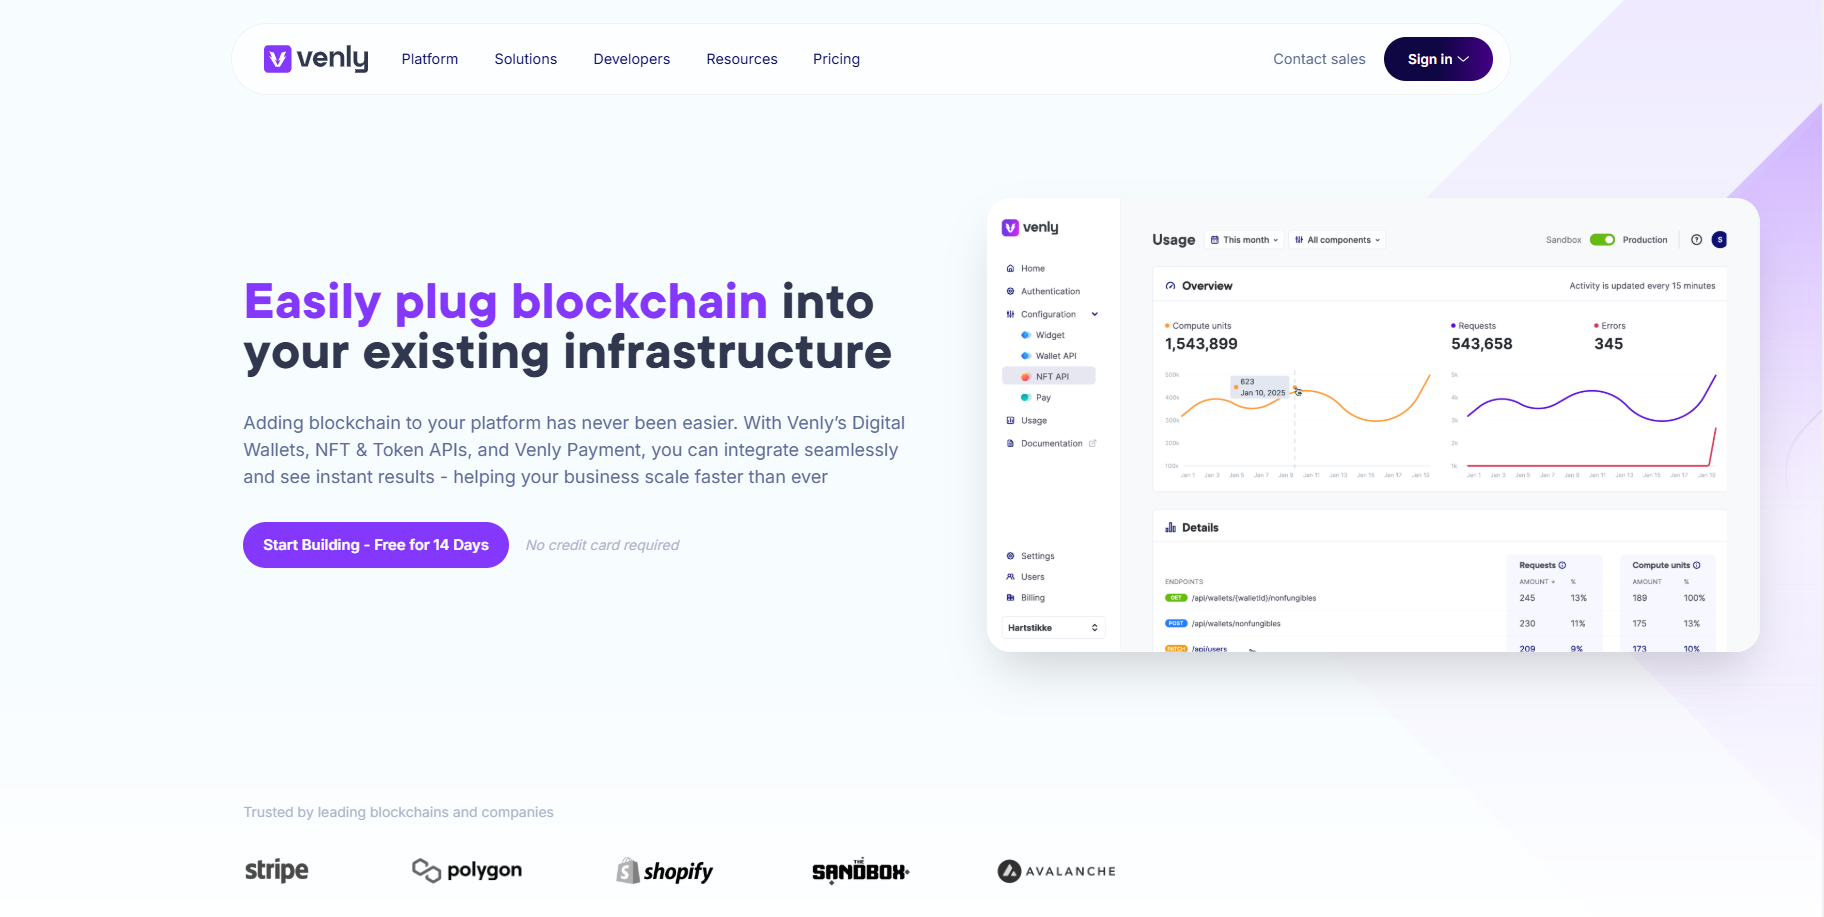 venly
Platform
Solutions
Developers
Resources
Pricing
Contact sales
Sign in
Easily plug blockchain into
your existing infrastructure
Adding blockchain to your platform has never been easier. With Venly's Digital
Wallets, NFT & Token APIs, and Venly Payment, you can integrate seamlessly
and see instant results - helping your business scale faster than ever
Start Building - Free for 14 Days
No credit card required
venly
Home
Authentication
Configuration
Widget
Wallet API
NFT API
Pay
Usage
Documentation
Settings
Users
Billing
Hartstikke
Usage
This month
All components
Sandbox
Production
S
Overview
Activity is updated every 15 minutes
Compute units
1,543,899
Requests
543,658
Errors
345
500k
400k
300k
200k
100k
623
Jan 10, 2025
Jan 1 Jan 3 Jan 5 Jan 7 Jan 9 Jan 11 Jan 13 Jan 15 Jan 17 Jan 19
5k
4k
3k
2k
1k
Jan 1 Jan 3 Jan 5 Jan 7 Jan 9 Jan 11 Jan 13 Jan 15 Jan 17 Jan 19
Details
Requests
Compute units
ENDPOINTS
AMOUNT %
AMOUNT %
GET /api/wallets/{walletId}/nonfungibles 245 13% 189 100%
POST /api/wallets/nonfungibles 230 11% 175 13%
PATCH /api/users 209 9% 173 10%
Trusted by leading blockchains and companies
stripe
polygon
shopify
THE SANDBOX
AVALANCHE